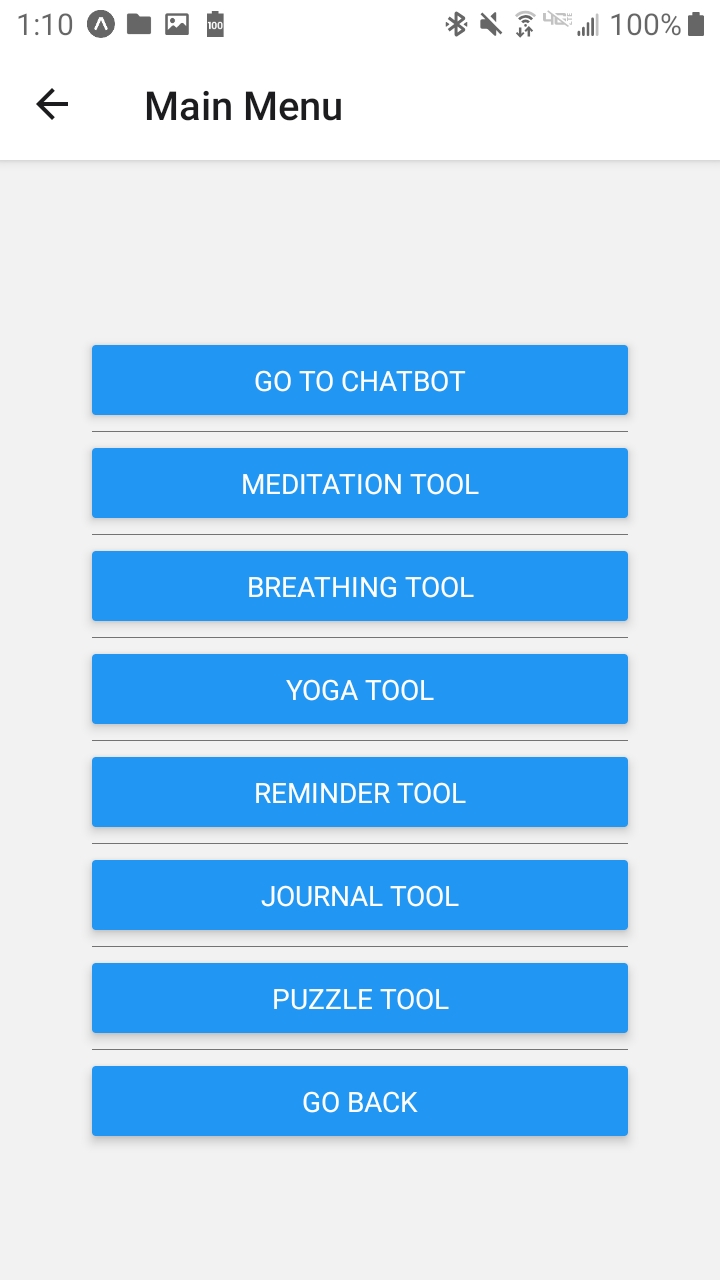 1:10 100 100%
Main Menu
GO TO CHATBOT
MEDITATION TOOL
BREATHING TOOL
YOGA TOOL
REMINDER TOOL
JOURNAL TOOL
PUZZLE TOOL
GO BACK